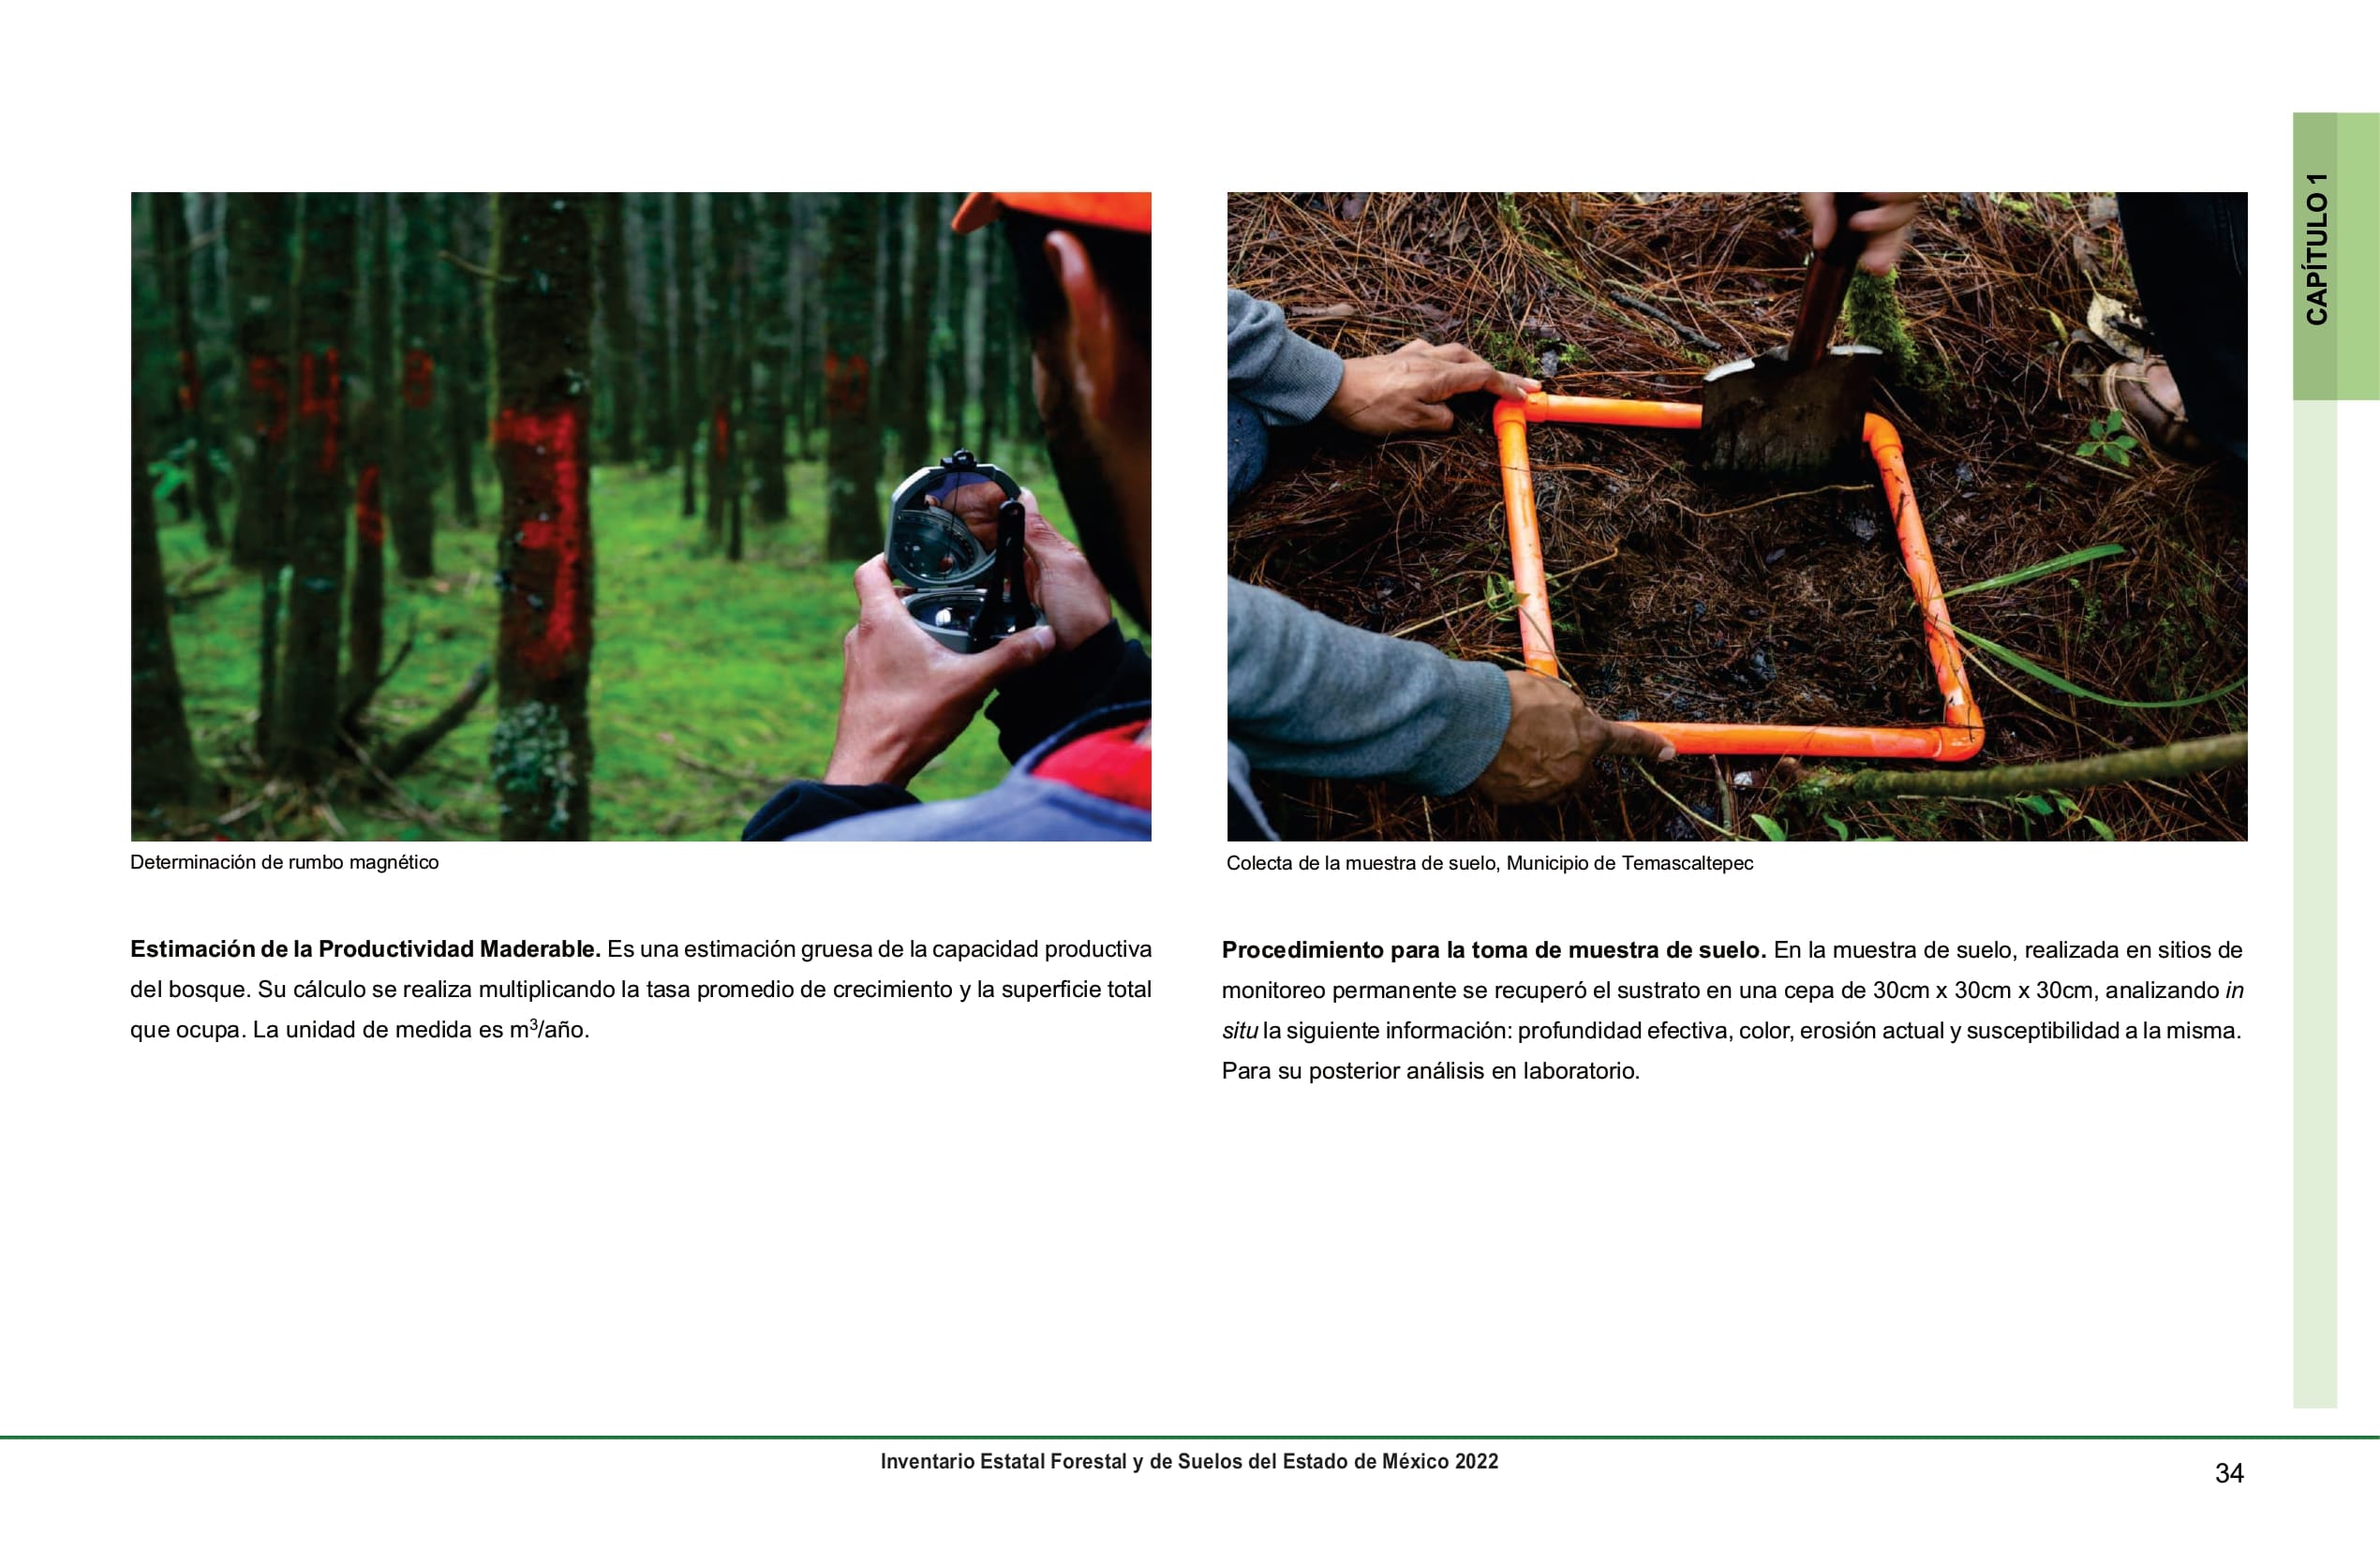 CAPÍTULO 1
54
8
10
7
Determinación de rumbo magnético
Estimación de la Productividad Maderable. Es una estimación gruesa de la capacidad productiva
del bosque. Su cálculo se realiza multiplicando la tasa promedio de crecimiento y la superficie total
que ocupa. La unidad de medida es m³/año.
Colecta de la muestra de suelo, Municipio de Temascaltepec
Procedimiento para la toma de muestra de suelo. En la muestra de suelo, realizada en sitios de
monitoreo permanente se recuperó el sustrato en una cepa de 30cm x 30cm x 30cm, analizando in
situ la siguiente información: profundidad efectiva, color, erosión actual y susceptibilidad a la misma.
Para su posterior análisis en laboratorio.
Inventario Estatal Forestal y de Suelos del Estado de México 2022
34